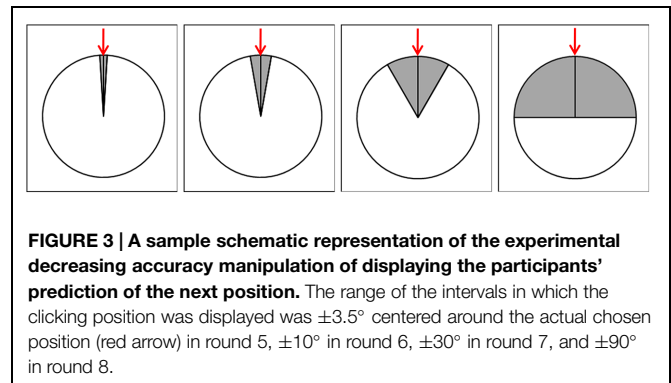 FIGURE 3 | A sample schematic representation of the experimental
decreasing accuracy manipulation of displaying the participants’
prediction of the next position. The range of the intervals in which the
clicking position was displayed was ±3.5° centered around the actual chosen
position (red arrow) in round 5, ±10° in round 6, ±30° in round 7, and ±90°
in round 8.